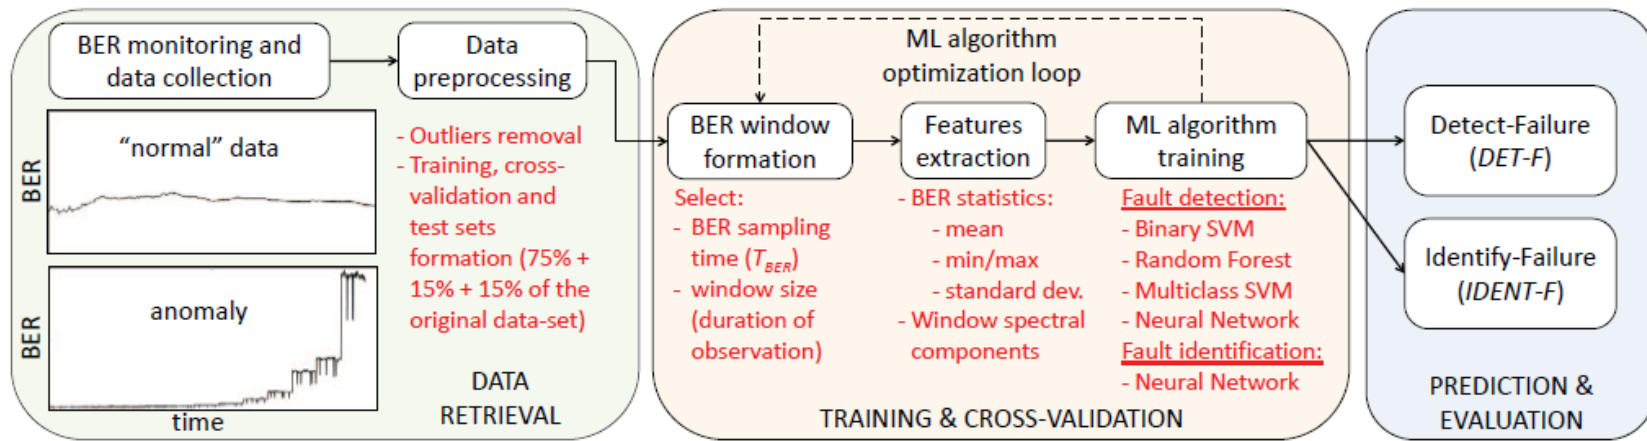 BER monitoring and
data collection
Data
preprocessing
BER
"normal" data
BER
anomaly
time
- Outliers removal
- Training, cross-
validation and
test sets
formation (75% +
15% + 15% of the
original data-set)
DATA
RETRIEVAL
ML algorithm
optimization loop
BER window
formation
Features
extraction
ML algorithm
training
Select:
- BER sampling
time (T_BER)
- window size
(duration of
observation)
- BER statistics:
- mean
- min/max
- standard dev.
- Window spectral
components
Fault detection:
- Binary SVM
- Random Forest
- Multiclass SVM
- Neural Network
Fault identification:
- Neural Network
TRAINING & CROSS-VALIDATION
Detect-Failure
(DET-F)
Identify-Failure
(IDENT-F)
PREDICTION &
EVALUATION